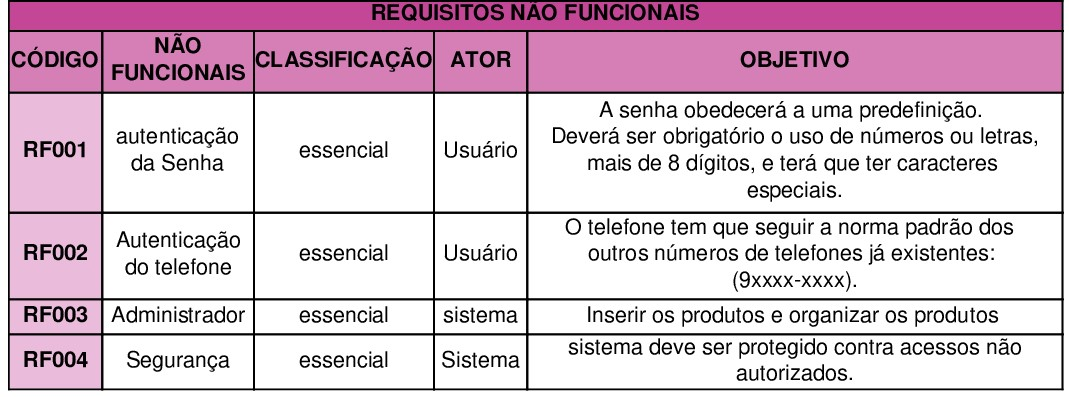 REQUISITOS NÃO FUNCIONAIS
CÓDIGO
NÃO
FUNCIONAIS
CLASSIFICAÇÃO
ATOR
OBJETIVO
RF001
autenticação
da Senha
essencial
Usuário
A senha obedecerá a uma predefinição.
Deverá ser obrigatório o uso de números ou letras,
mais de 8 dígitos, e terá que ter caracteres
especiais.
RF002
Autenticação
do telefone
essencial
Usuário
O telefone tem que seguir a norma padrão dos
outros números de telefones já existentes:
(9xxxx-xxxx).
RF003
Administrador
essencial
sistema
Inserir os produtos e organizar os produtos
RF004
Segurança
essencial
Sistema
sistema deve ser protegido contra acessos não
autorizados.